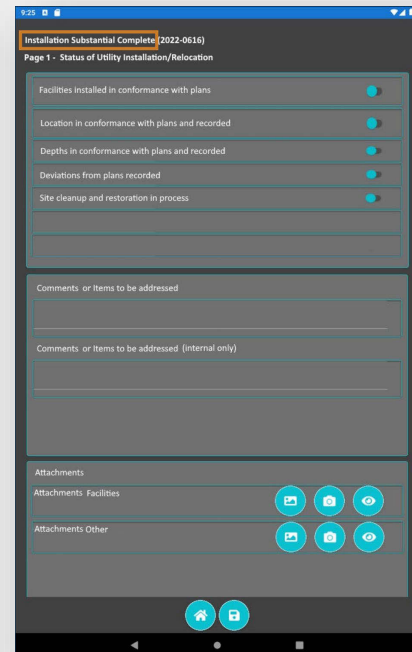 9:25
Installation Substantial Complete (2022-0616)
Page 1 - Status of Utility Installation/Relocation
Facilities installed in conformance with plans
Location in conformance with plans and recorded
Depths in conformance with plans and recorded
Deviations from plans recorded
Site cleanup and restoration in process
Comments or Items to be addressed
Comments or Items to be addressed (internal only)
Attachments
Attachments Facilities
Attachments Other